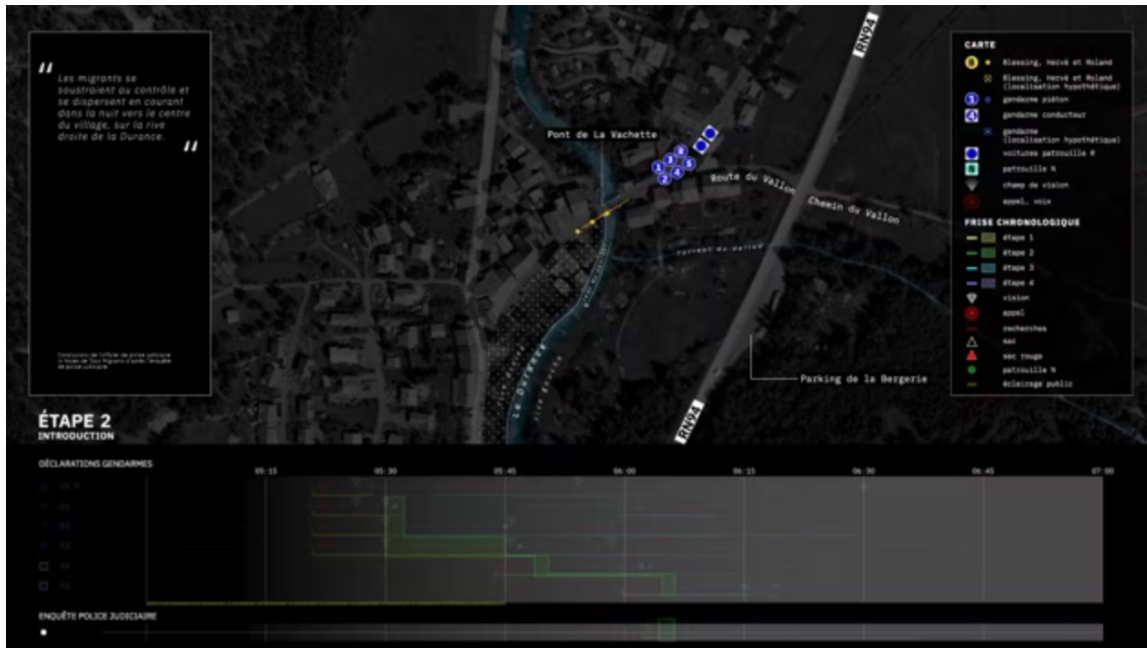 “
Les migrants se
soustraient au contrôle et
se dispersent en courant
dans la nuit vers le centre
du village, sur la rive
droite de la Durance.
”
RN94
Pont de La Vachette
Route du Vallon
Chemin du Vallon
La Durance
Parking de la Bergerie
RN94
CARTE
Blessing, Hervé et Roland
Blessing, Hervé et Roland
(localisation hypothétique)
gendarme piéton
gendarme conducteur
gendarme
(localisation hypothétique)
voitures patrouille R
patrouille N
champ de vision
appel, voix
FRISE CHRONOLOGIQUE
étape 1
étape 2
étape 3
étape 4
vision
appel
recherches
sac
sac rouge
patrouille N
éclairage public
ÉTAPE 2
INTRODUCTION
DÉCLARATIONS GENDARMES
05:15 05:30 05:45 06:00 06:15 06:30 06:45 07:00
ENQUÊTE POLICE JUDICIAIRE